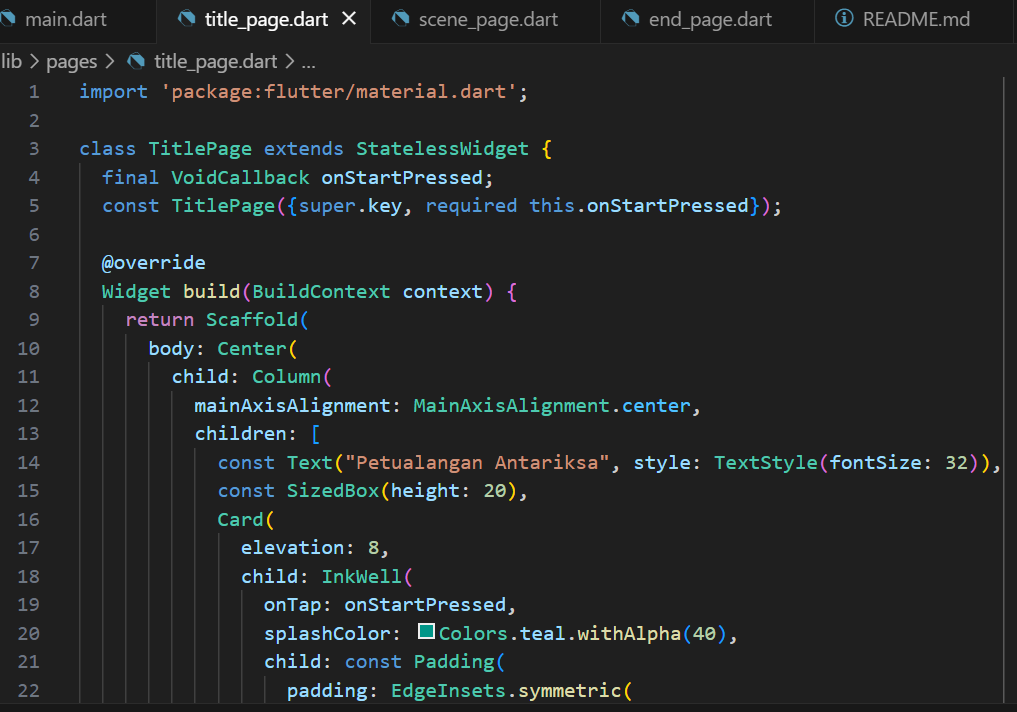 main.dart title_page.dart scene_page.dart end_page.dart README.md
lib > pages > title_page.dart > ...
1 import 'package:flutter/material.dart';
2
3 class TitlePage extends StatelessWidget {
4 final VoidCallback onStartPressed;
5 const TitlePage({super.key, required this.onStartPressed});
6
7 @override
8 Widget build(BuildContext context) {
9 return Scaffold(
10 body: Center(
11 child: Column(
12 mainAxisAlignment: MainAxisAlignment.center,
13 children: [
14 const Text("Petualangan Antariksa", style: TextStyle(fontSize: 32)),
15 const SizedBox(height: 20),
16 Card(
17 elevation: 8,
18 child: InkWell(
19 onTap: onStartPressed,
20 splashColor: Colors.teal.withAlpha(40),
21 child: const Padding(
22 padding: EdgeInsets.symmetric(